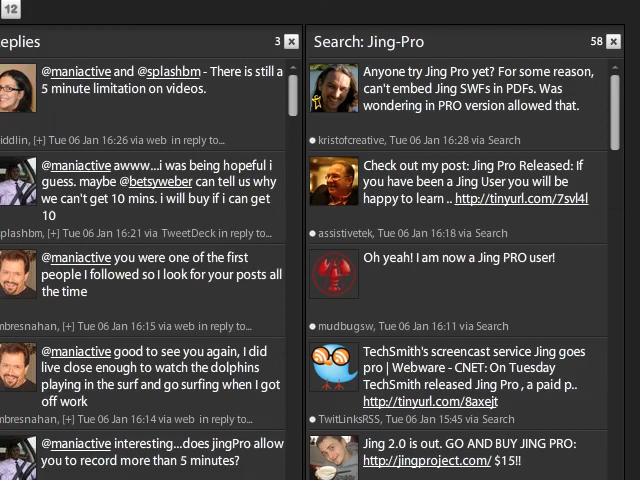 12
eplies
3
@maniactive and @splashbm - There is still a
5 minute limitation on videos.
iddlin, [+] Tue 06 Jan 16:26 via web in reply to...
@maniactive awww...i was being hopeful i
guess. maybe @betsyweber can tell us why
we can't get 10 mins. i will buy if i can get
10
plashbm, [+] Tue 06 Jan 16:21 via TweetDeck in reply to...
@maniactive you were one of the first
people I followed so I look for your posts all
the time
mbresnahan, [+] Tue 06 Jan 16:15 via web in reply to...
@maniactive good to see you again, I did
live close enough to watch the dolphins
playing in the surf and go surfing when I got
off work
mbresnahan, [+] Tue 06 Jan 16:14 via web in reply to...
@maniactive interesting...does jingPro allow
you to record more than 5 minutes?
Search: Jing-Pro
58
Anyone try Jing Pro yet? For some reason,
can't embed Jing SWFs in PDFs. Was
wondering in PRO version allowed that.
kristofcreative, Tue 06 Jan 16:28 via Search
Check out my post: Jing Pro Released: If
you have been a Jing User you will be
happy to learn .. http://tinyurl.com/7svl4l
assistivetek, Tue 06 Jan 16:18 via Search
Oh yeah! I am now a Jing PRO user!
mudbugsw, Tue 06 Jan 16:11 via Search
TechSmith's screencast service Jing goes
pro | Webware - CNET: On Tuesday
TechSmith released Jing Pro , a paid p..
http://tinyurl.com/8axejt
TwitLinksRSS, Tue 06 Jan 15:45 via Search
Jing 2.0 is out. GO AND BUY JING PRO:
http://jingproject.com/ $15!!